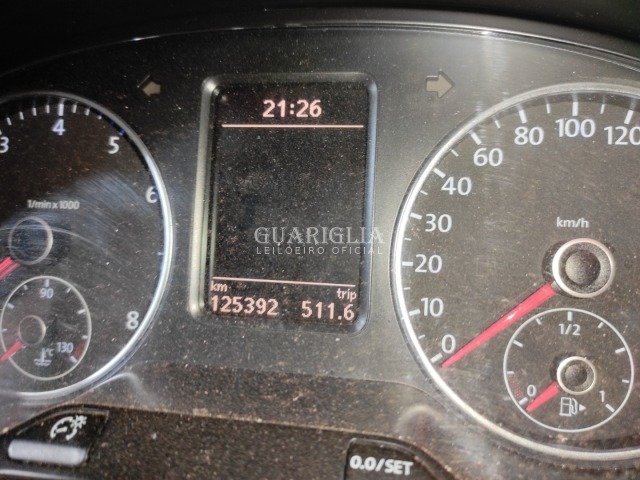 21:26
GUARIGLIA
LEILOEIRO OFICIAL
km trip
125392 511.6
3 4 5 6 8
1/min x 1000
90
°C 130
0 10 20 30 40 60 80 100 120
km/h
1/2
0 1
0.0/SET